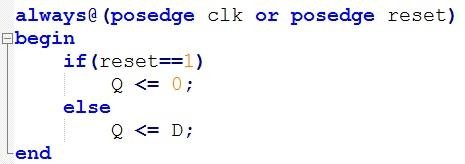 always@(posedge clk or posedge reset)
begin
if(reset==1)
Q <= 0;
else
Q <= D;
end